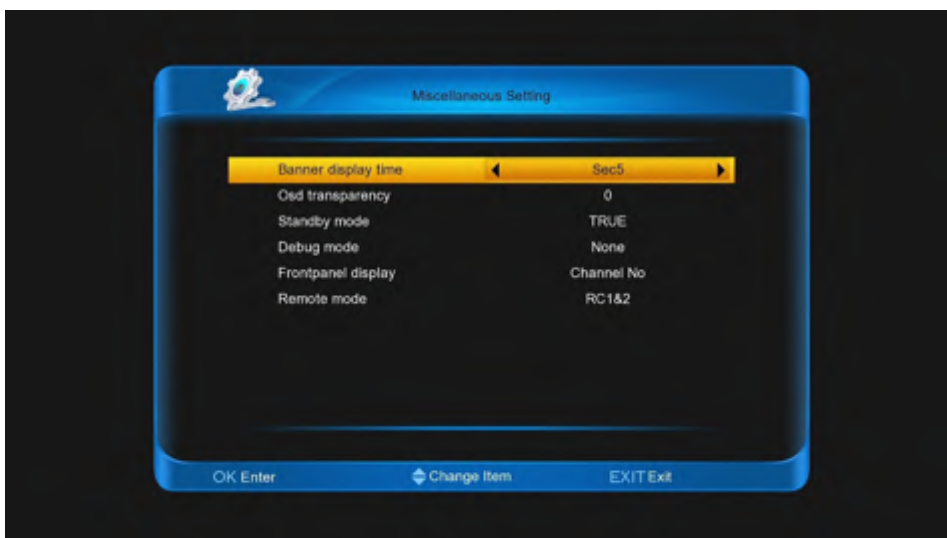 Miscellaneous Setting
Banner display time Sec5
Osd transparency 0
Standby mode TRUE
Debug mode None
Frontpanel display Channel No
Remote mode RC1&2
OK Enter Change Item EXIT Exit